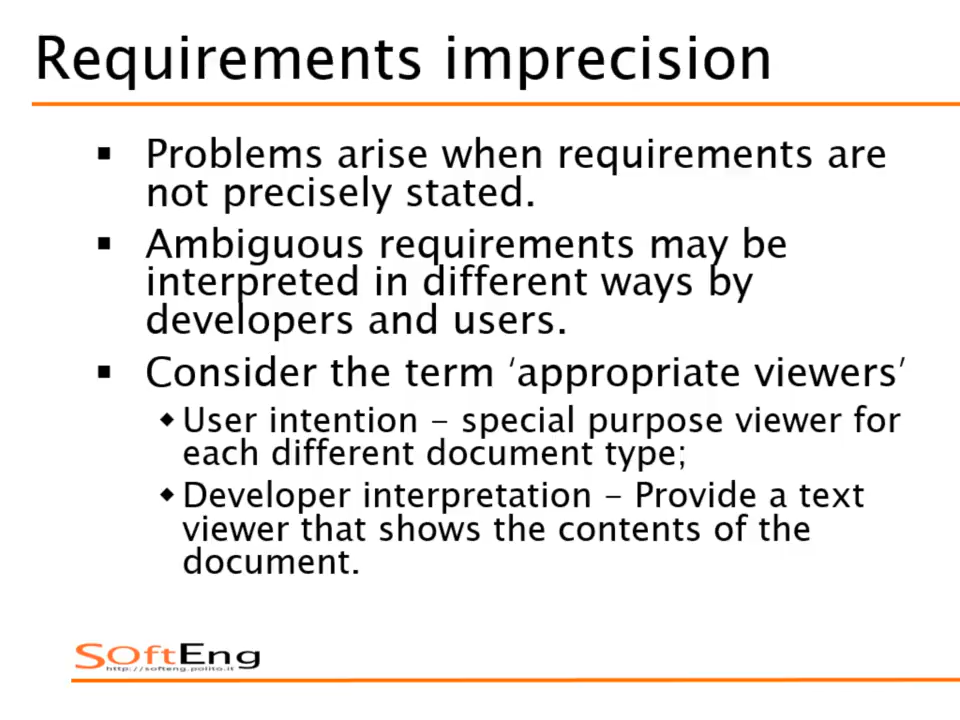 Requirements imprecision
▪ Problems arise when requirements are
not precisely stated.
▪ Ambiguous requirements may be
interpreted in different ways by
developers and users.
▪ Consider the term ‘appropriate viewers’
◆ User intention – special purpose viewer for
each different document type;
◆ Developer interpretation – Provide a text
viewer that shows the contents of the
document.
SoftEng
http://softeng.polito.it